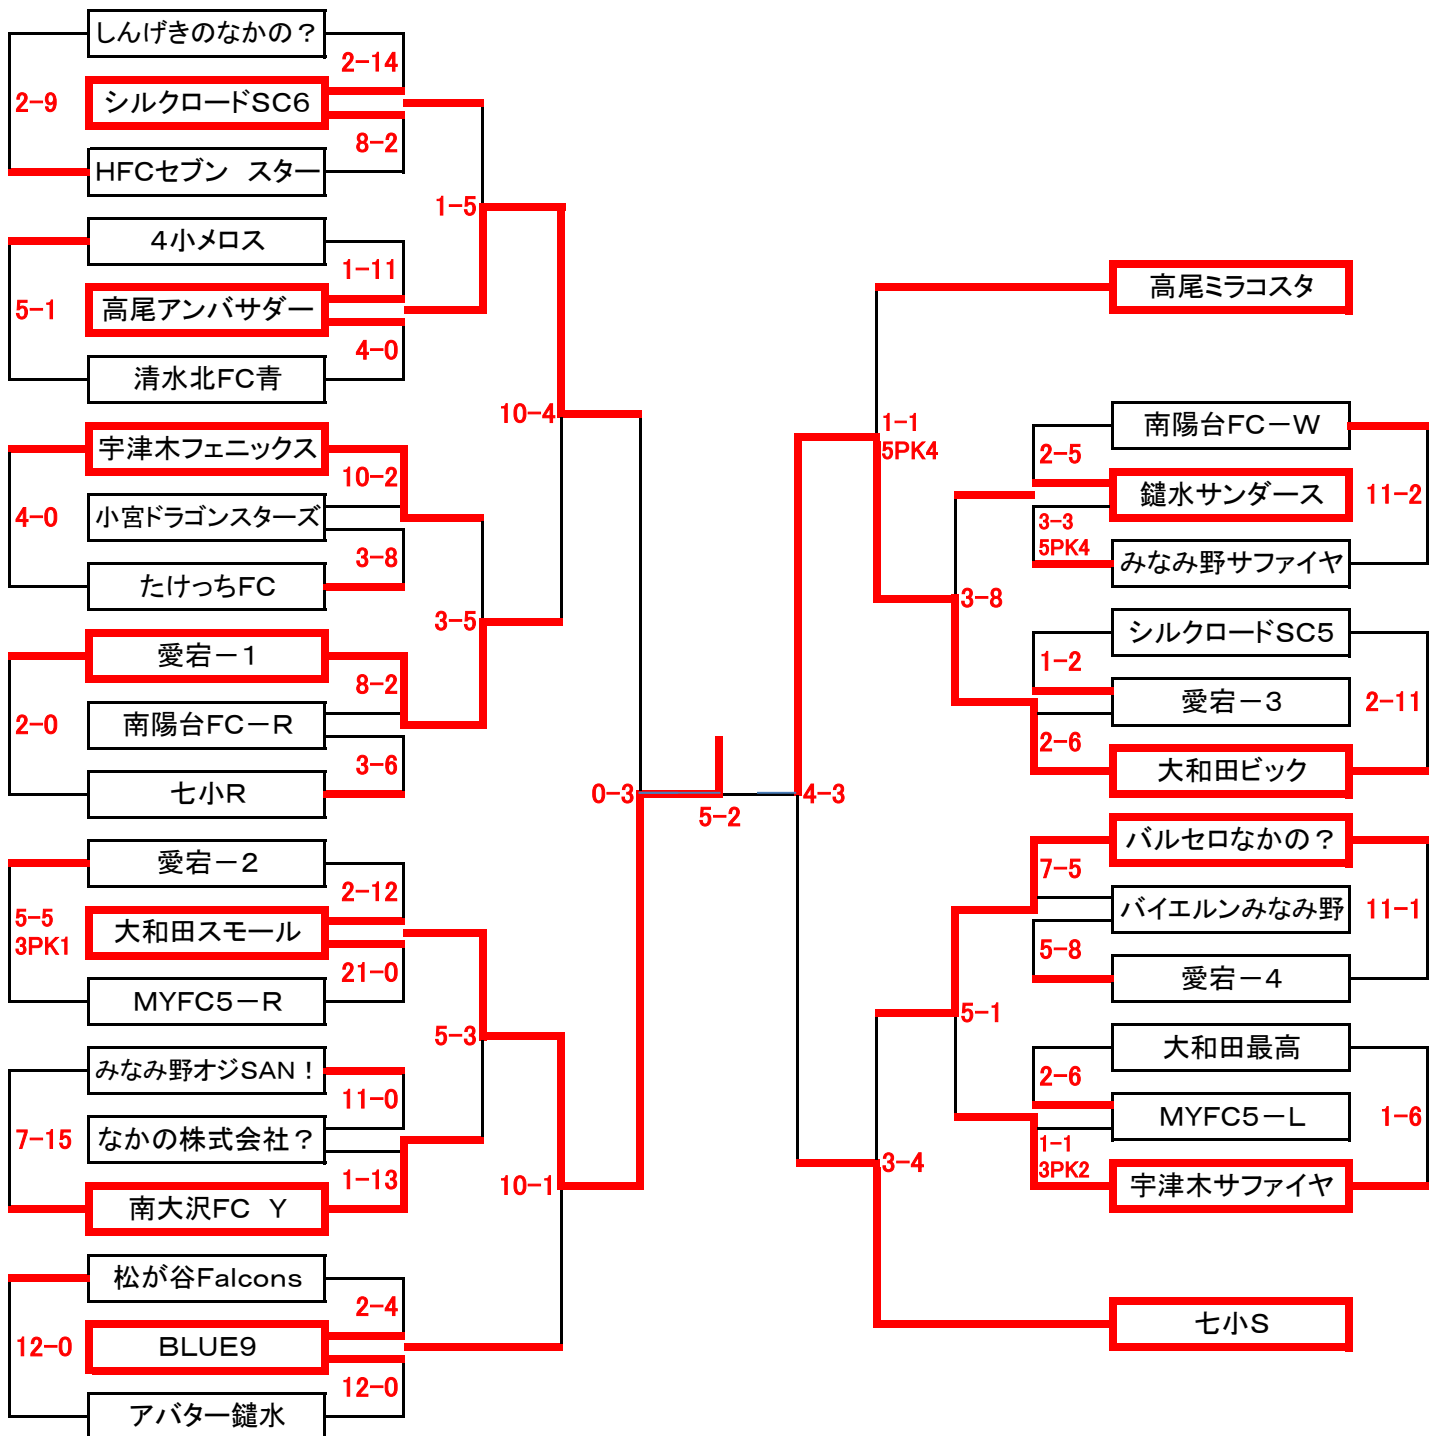 しんげきのなかの？
2-14
2-9
シルクロードSC6
8-2
HFCセブン　スター
1-5
4小メロス
1-11
5-1
高尾アンバサダー
4-0
清水北FC青
10-4
宇津木フェニックス
10-2
4-0
小宮ドラゴンスターズ
3-8
たけっちFC
3-5
愛宕－1
8-2
2-0
南陽台FC－R
3-6
七小R
0-3
愛宕－2
2-12
5-5
3PK1
大和田スモール
21-0
MYFC5－R
5-3
みなみ野オジSAN！
11-0
7-15
なかの株式会社？
1-13
南大沢FC　Y
10-1
松が谷Falcons
2-4
12-0
BLUE9
12-0
アバター鑓水
5-2
4-3
高尾ミラコスタ
1-1
5PK4
南陽台FC－W
2-5
鑓水サンダース
11-2
3-3
5PK4
みなみ野サファイヤ
3-8
シルクロードSC5
1-2
愛宕－3
2-11
2-6
大和田ビック
バルセロなかの？
7-5
バイエルンみなみ野
11-1
5-8
愛宕－4
5-1
大和田最高
2-6
MYFC5－L
1-6
1-1
3PK2
宇津木サファイヤ
3-4
七小S